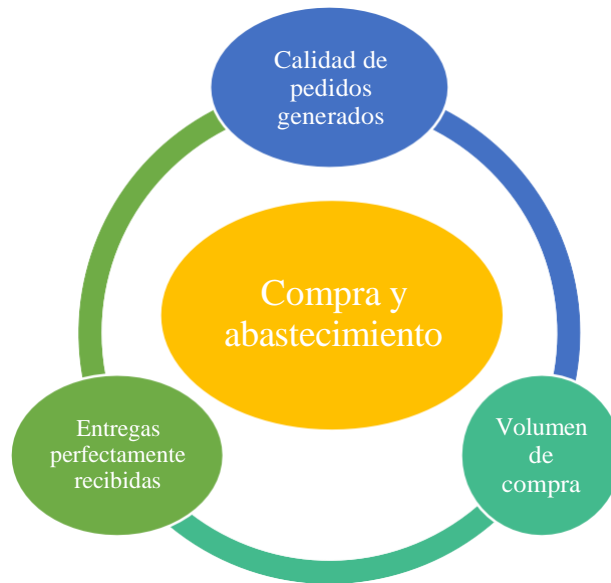 Calidad de
pedidos
generados
Compra y
abastecimiento
Entregas
perfectamente
recibidas
Volumen
de
compra